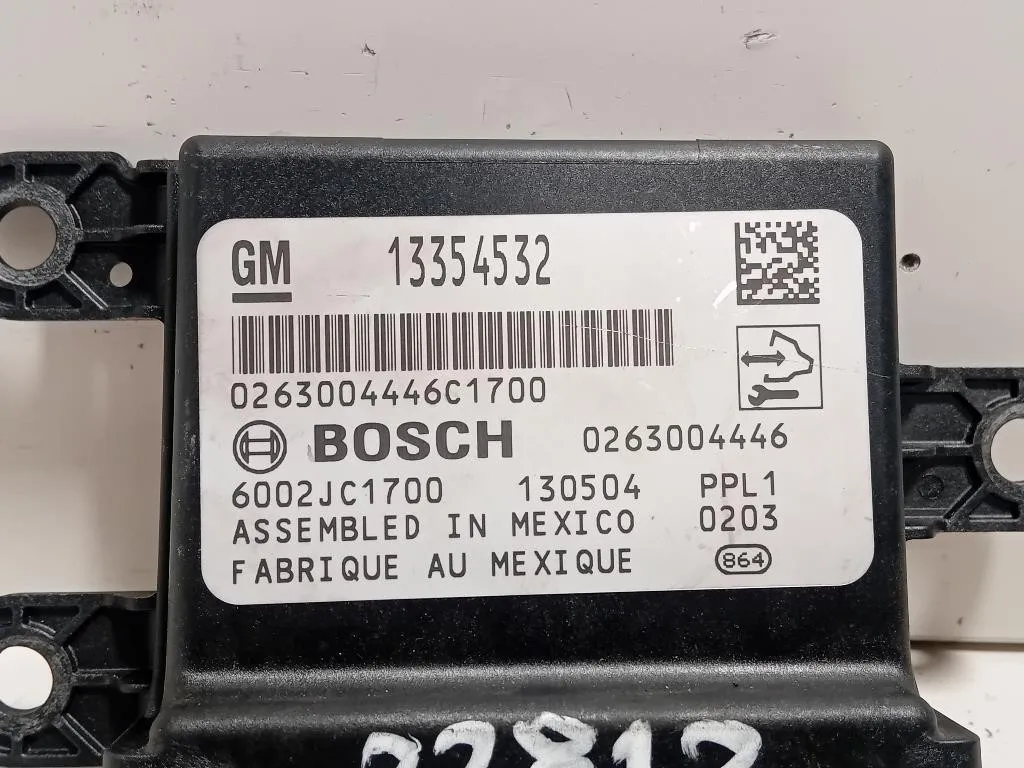 GM 13354532
0263004446C1700
BOSCH 0263004446
6002JC1700 130504 PPL1
ASSEMBLED IN MEXICO 0203
FABRIQUE AU MEXIQUE 864